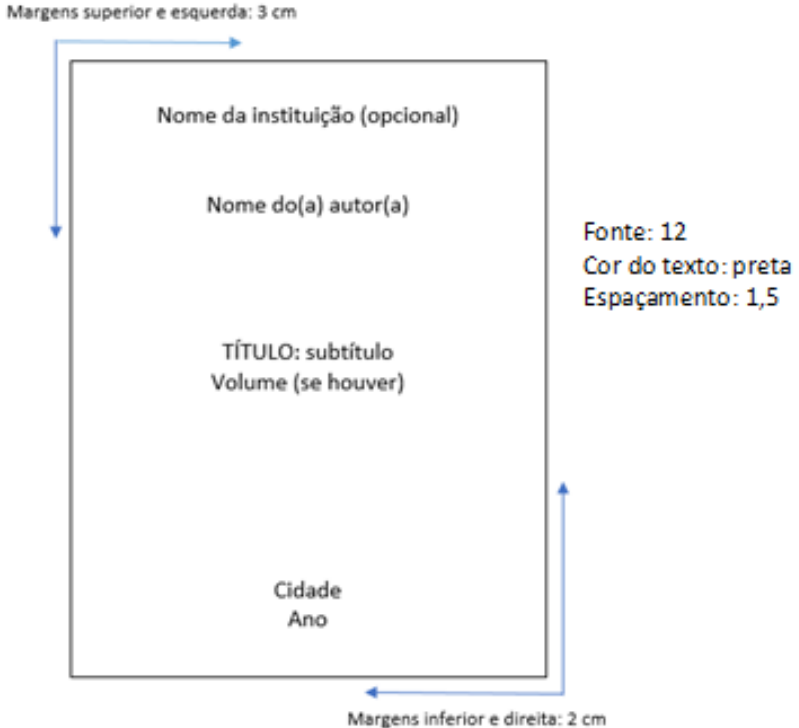 Margens superior e esquerda: 3 cm
Nome da instituição (opcional)
Nome do(a) autor(a)
Fonte: 12
Cor do texto: preta
Espaçamento: 1,5
TÍTULO: subtítulo
Volume (se houver)
Cidade
Ano
Margens inferior e direita: 2 cm